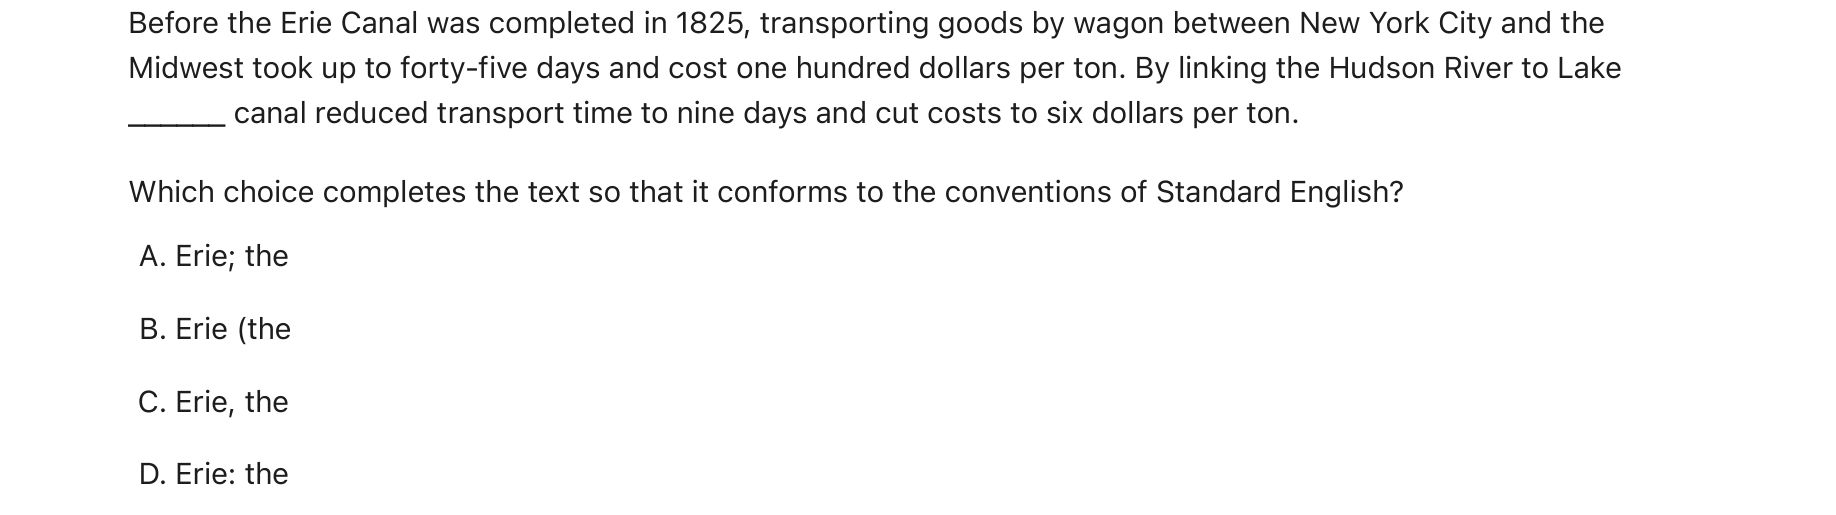 Before the Erie Canal was completed in 1825, transporting goods by wagon between New York City and the
Midwest took up to forty-five days and cost one hundred dollars per ton. By linking the Hudson River to Lake
______ canal reduced transport time to nine days and cut costs to six dollars per ton.
Which choice completes the text so that it conforms to the conventions of Standard English?
A. Erie; the
B. Erie (the
C. Erie, the
D. Erie: the